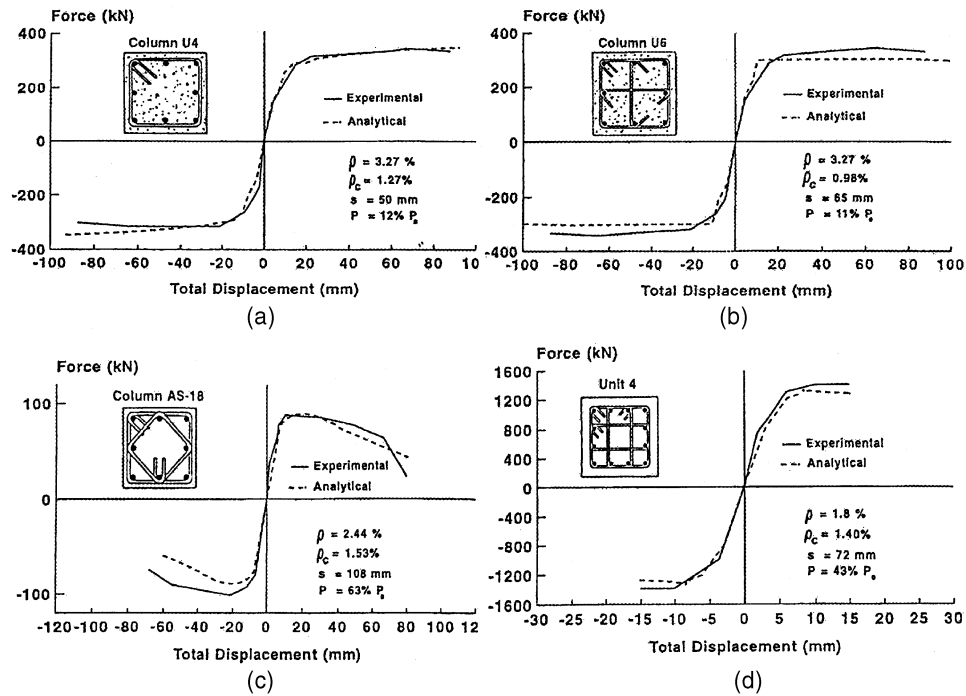 Force (kN)
400
200
0
-200
-400
-100 -80 -60 -40 -20 0 20 40 60 80 100
Total Displacement (mm)
Column U4
Experimental
Analytical
ρ = 3.27 %
ρc = 1.27%
s = 50 mm
P = 12% Po
(a)
Force (kN)
400
200
0
-200
-400
-100 -80 -60 -40 -20 0 20 40 60 80 100
Total Displacement (mm)
Column U6
Experimental
Analytical
ρ = 3.27 %
ρc = 0.98%
s = 65 mm
P = 11% Po
(b)
Force (kN)
100
0
-100
-120 -100 -80 -60 -40 -20 0 20 40 60 80 100 12
Total Displacement (mm)
Column AS-18
Experimental
Analytical
ρ = 2.44 %
ρc = 1.53%
s = 108 mm
P = 63% Po
(c)
Force (kN)
1600
1200
800
400
0
-400
-800
-1200
-1600
-30 -25 -20 -15 -10 -5 0 5 10 15 20 25 30
Total Displacement (mm)
Unit 4
Experimental
Analytical
ρ = 1.8 %
ρc = 1.40%
s = 72 mm
P = 43% Po
(d)